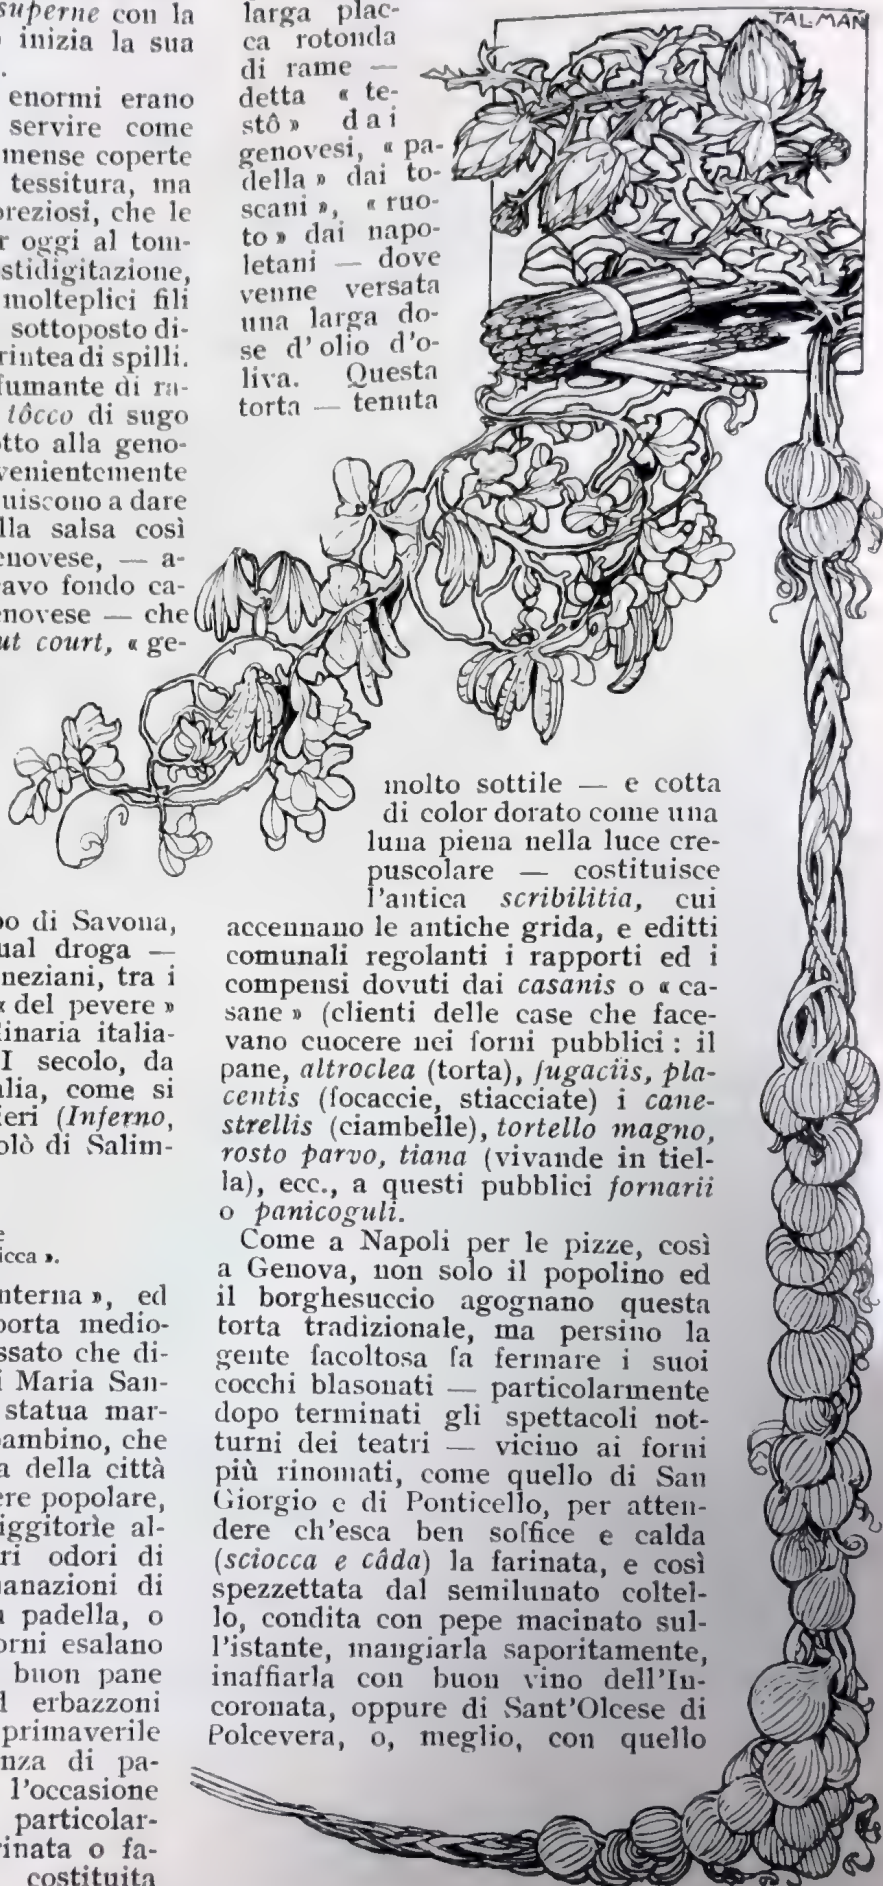 superne con la
inizia la sua
.
enormi erano
servire come
mense coperte
tessitura, ma
preziosi, che le
r oggi al tom-
stidigitazione,
molteplici fili
sottoposto di-
rintea di spilli.
fumante di ra-
tôcco di sugo
tto alla geno-
venientemente
uiscono a dare
lla salsa così
enovese, — a-
avo fondo ca-
enovese — che
ut court, « ge-
po di Savona,
ual droga —
neziani, tra i
« del pevere »
linaria italia-
I secolo, da
alia, come si
ieri (Inferno,
olò di Salim-
e
icca ».
nterna », ed
porta medio-
ssato che di-
i Maria San-
statua mar-
bambino, che
a della città
ere popolare,
iggitorìe al-
ri odori di
anazioni di
a padella, o
orni esalano
buon pane
l erbazzoni
primaverile
nza di pa-
l'occasione
particolar-
rinata o fa-
costituita
larga plac-
ca rotonda
di rame —
detta « te-
stô » dai
genovesi, « pa-
della » dai to-
scani », « ruo-
to » dai napo-
letani — dove
venne versata
una larga do-
se d'olio d'o-
liva. Questa
torta — tenuta
molto sottile — e cotta
di color dorato come una
luna piena nella luce cre-
puscolare — costituisce
l'antica scribilitia, cui
accennano le antiche grida, e editti
comunali regolanti i rapporti ed i
compensi dovuti dai casanis o « ca-
sane » (clienti delle case che face-
vano cuocere nei forni pubblici : il
pane, altroclea (torta), fugaciis, pla-
centis (focaccie, stiacciate) i cane-
strellis (ciambelle), tortello magno,
rosto parvo, tiana (vivande in tiel-
la), ecc., a questi pubblici fornarii
o panicoguli.
Come a Napoli per le pizze, così
a Genova, non solo il popolino ed
il borghesuccio agognano questa
torta tradizionale, ma persino la
gente facoltosa fa fermare i suoi
cocchi blasonati — particolarmente
dopo terminati gli spettacoli not-
turni dei teatri — vicino ai forni
più rinomati, come quello di San
Giorgio e di Ponticello, per atten-
dere ch'esca ben soffice e calda
(sciocca e câda) la farinata, e così
spezzettata dal semilunato coltel-
lo, condita con pepe macinato sul-
l'istante, mangiarla saporitamente,
inaffiarla con buon vino dell'In-
coronata, oppure di Sant'Olcese di
Polcevera, o, meglio, con quello
TAL·MAN